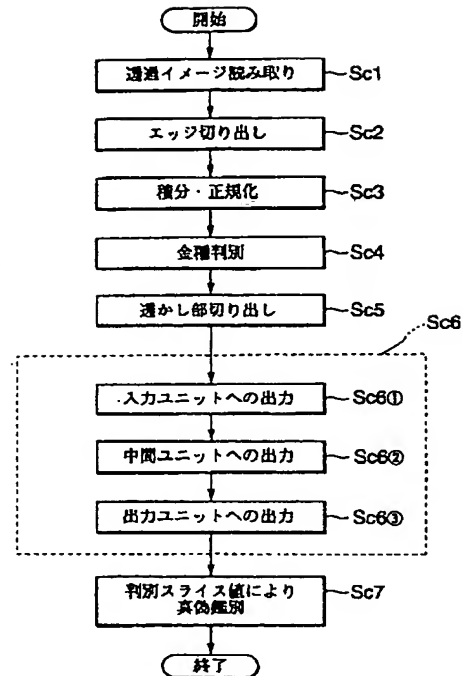 開始
透過イメージ読み取り Sc1
エッジ切り出し Sc2
積分・正規化 Sc3
金種判別 Sc4
透かし部切り出し Sc5
Sc6
入力ユニットへの出力 Sc6①
中間ユニットへの出力 Sc6②
出力ユニットへの出力 Sc6③
判別スライス値により
真偽鑑別 Sc7
終了